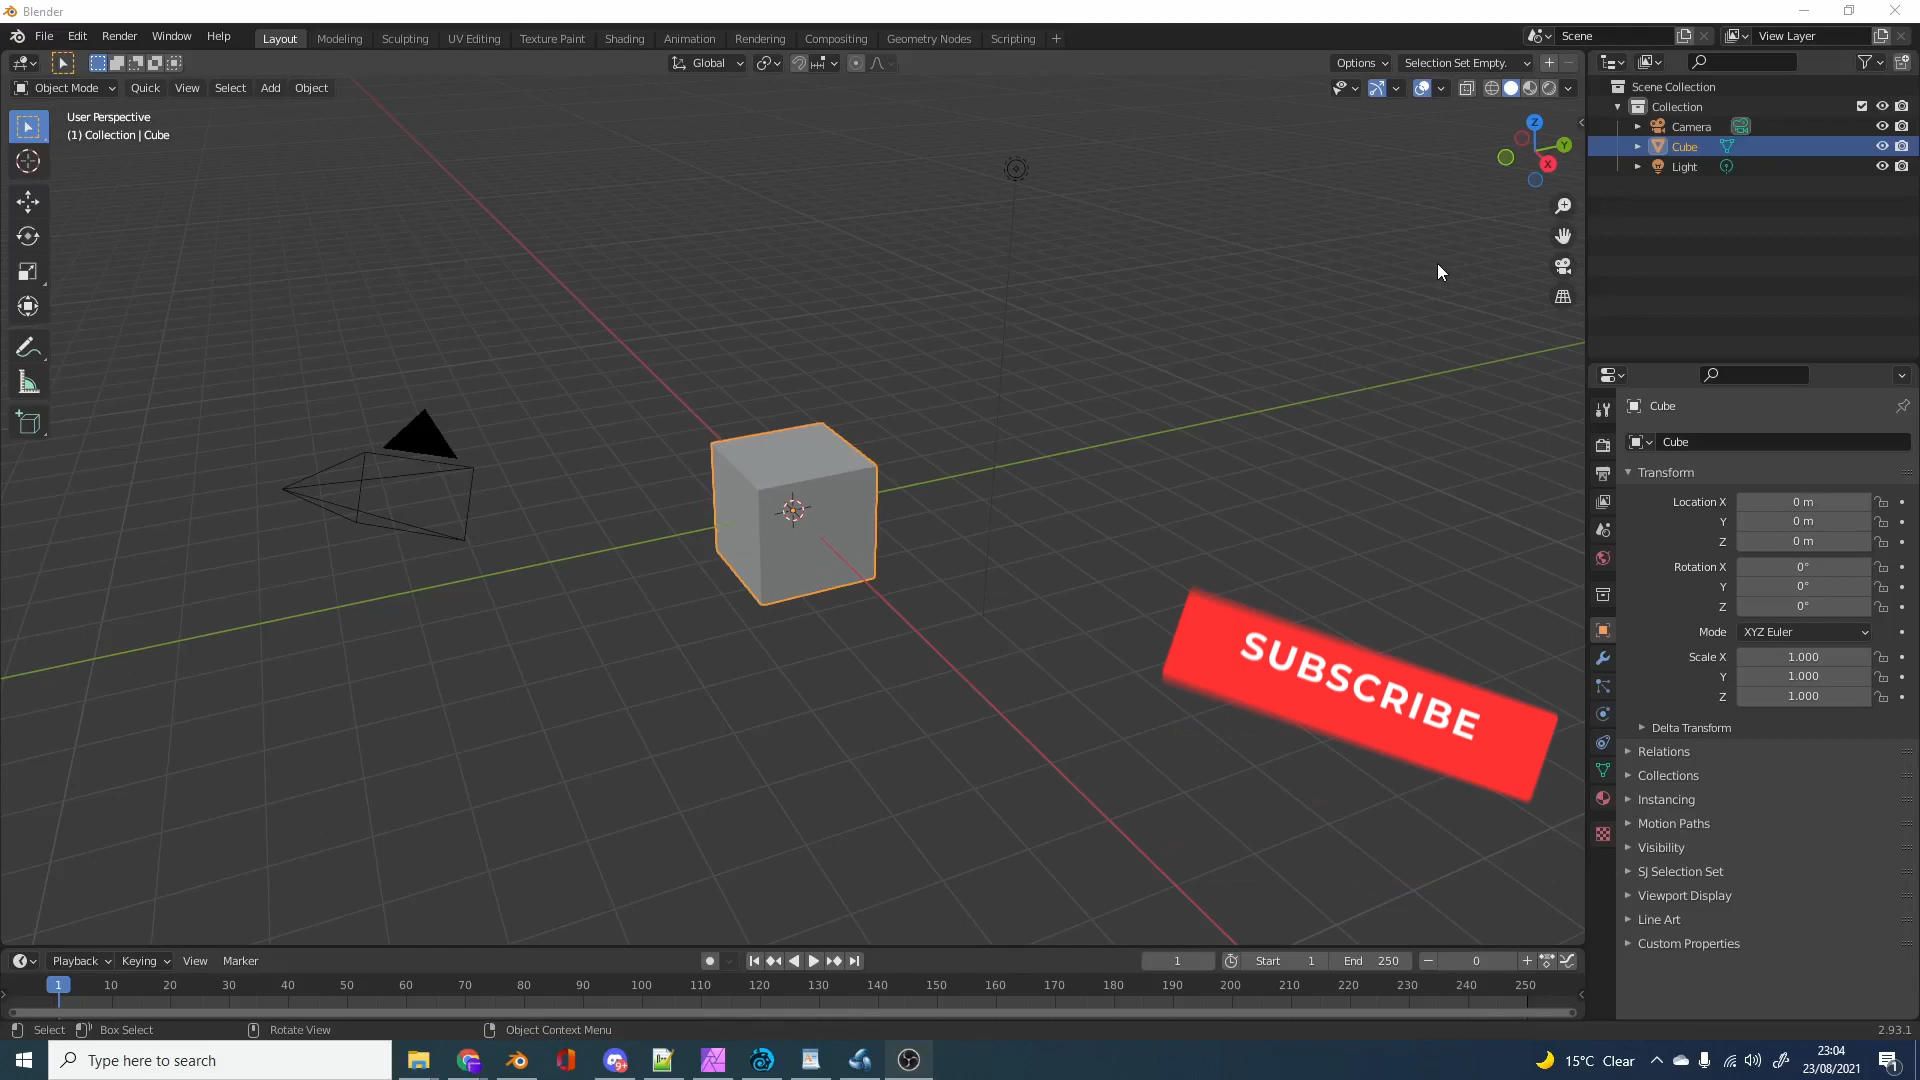 Blender
File Edit Render Window Help Layout Modeling Sculpting UV Editing Texture Paint Shading Animation Rendering Compositing Geometry Nodes Scripting + Scene View Layer
Global Options Selection Set Empty.
Object Mode Quick View Select Add Object
User Perspective
(1) Collection | Cube
Z
Y
X
Scene Collection
Collection
Camera
Cube
Light
Cube
Cube
Transform
Location X 0 m
Y 0 m
Z 0 m
Rotation X 0°
Y 0°
Z 0°
Mode XYZ Euler
Scale X 1.000
Y 1.000
Z 1.000
Delta Transform
Relations
Collections
Instancing
Motion Paths
Visibility
SJ Selection Set
Viewport Display
Line Art
Custom Properties
SUBSCRIBE
Playback Keying View Marker 1 Start 1 End 250 0
1 10 20 30 40 50 60 70 80 90 100 110 120 130 140 150 160 170 180 190 200 210 220 230 240 250
Select Box Select Rotate View Object Context Menu 2.93.1
Type here to search 9+ 15°C Clear 23:04
23/08/2021 1